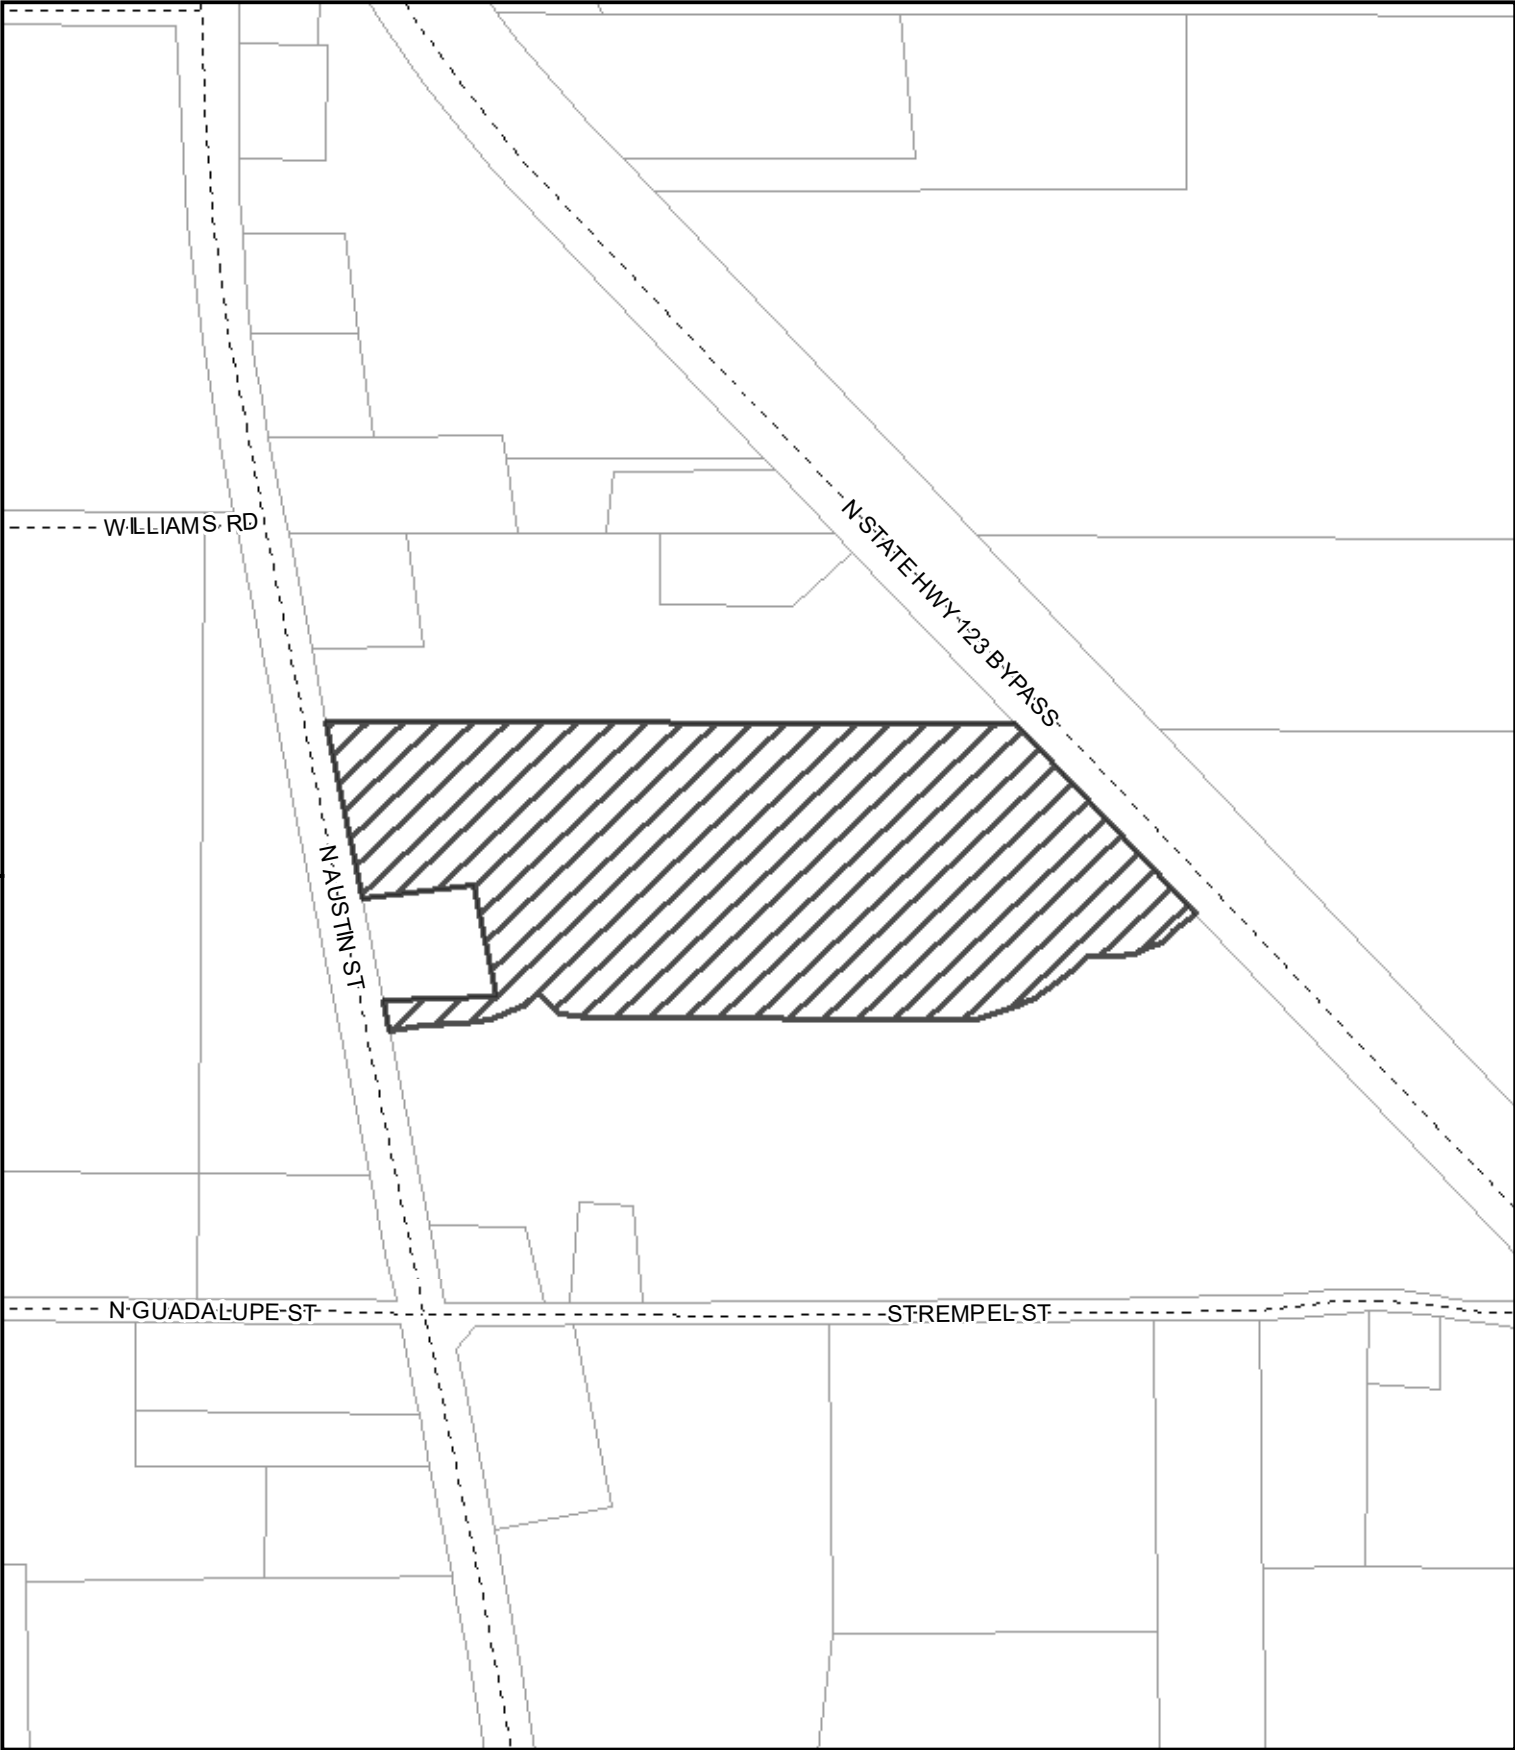 WILLIAMS RD
N STATE HWY 123 BYPASS
N AUSTIN ST
N GUADALUPE ST
STREMPEL ST